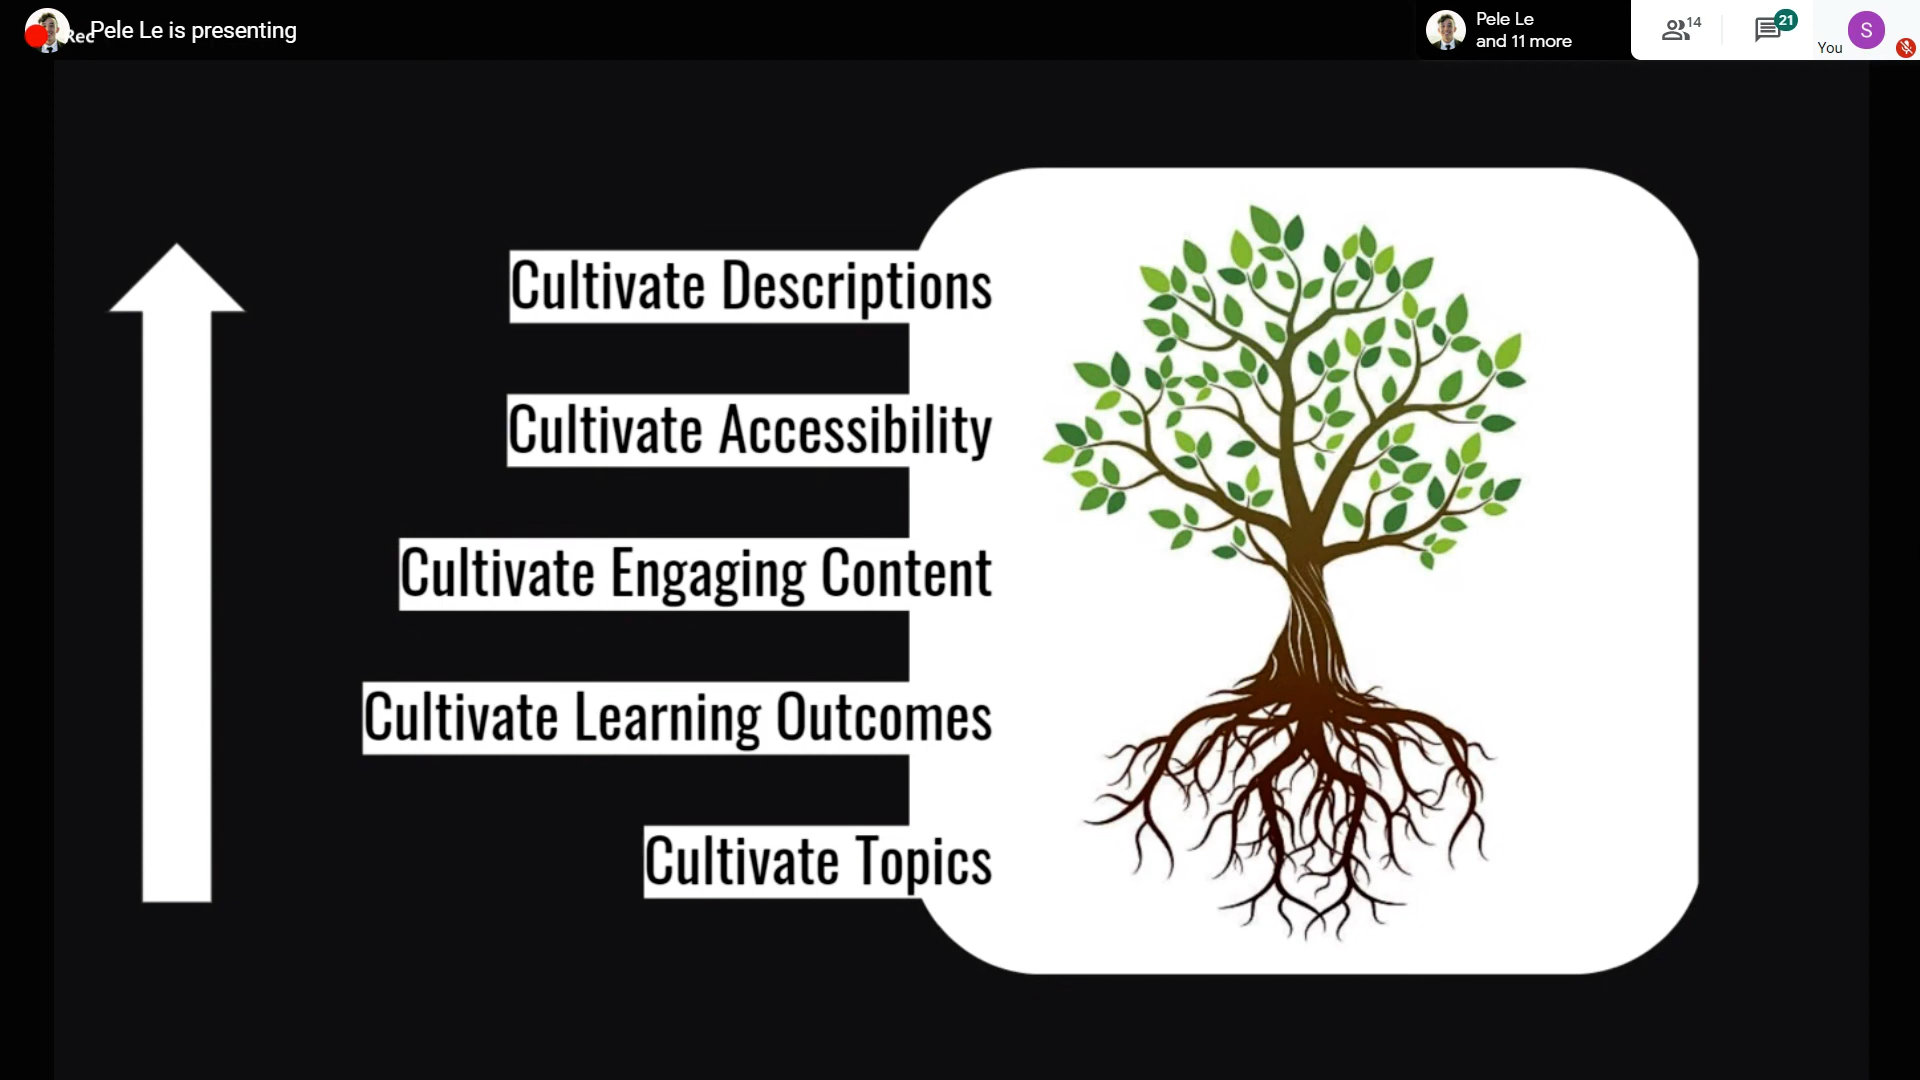 Rec
Pele Le is presenting
Pele Le
and 11 more
14
21
You
S
Cultivate Descriptions
Cultivate Accessibility
Cultivate Engaging Content
Cultivate Learning Outcomes
Cultivate Topics